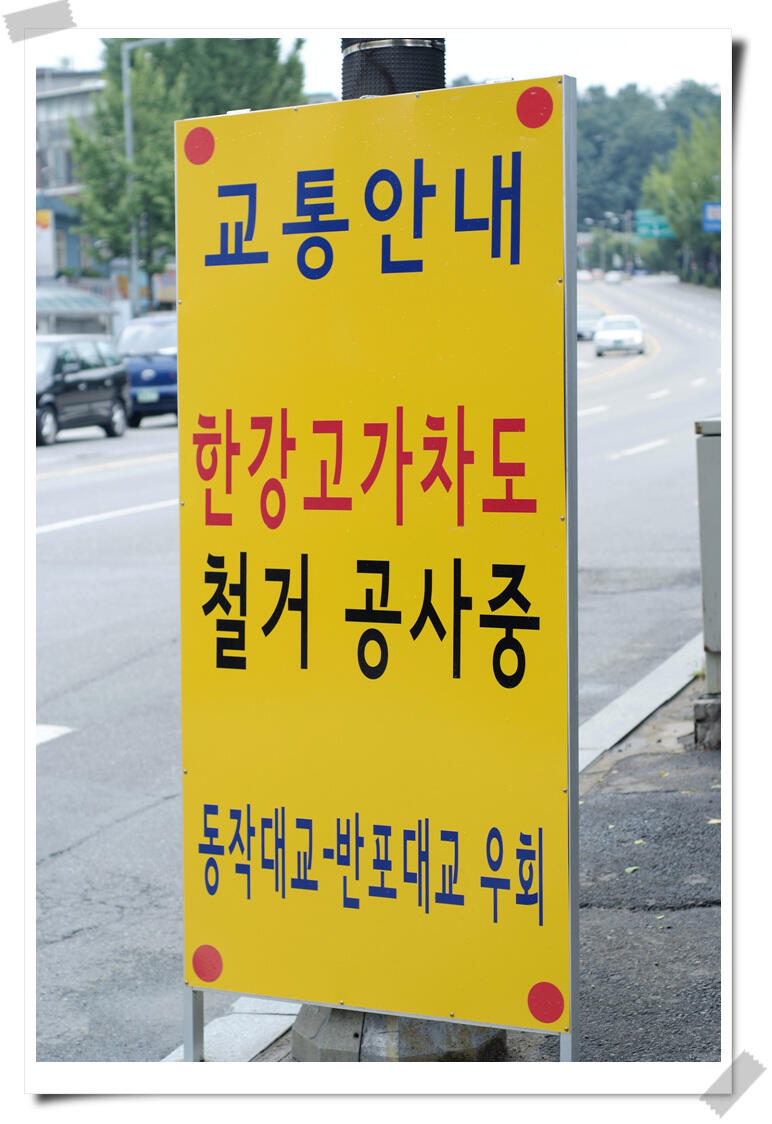 교통안내
한강고가차도
철거 공사중
동작대교-반포대교 우회